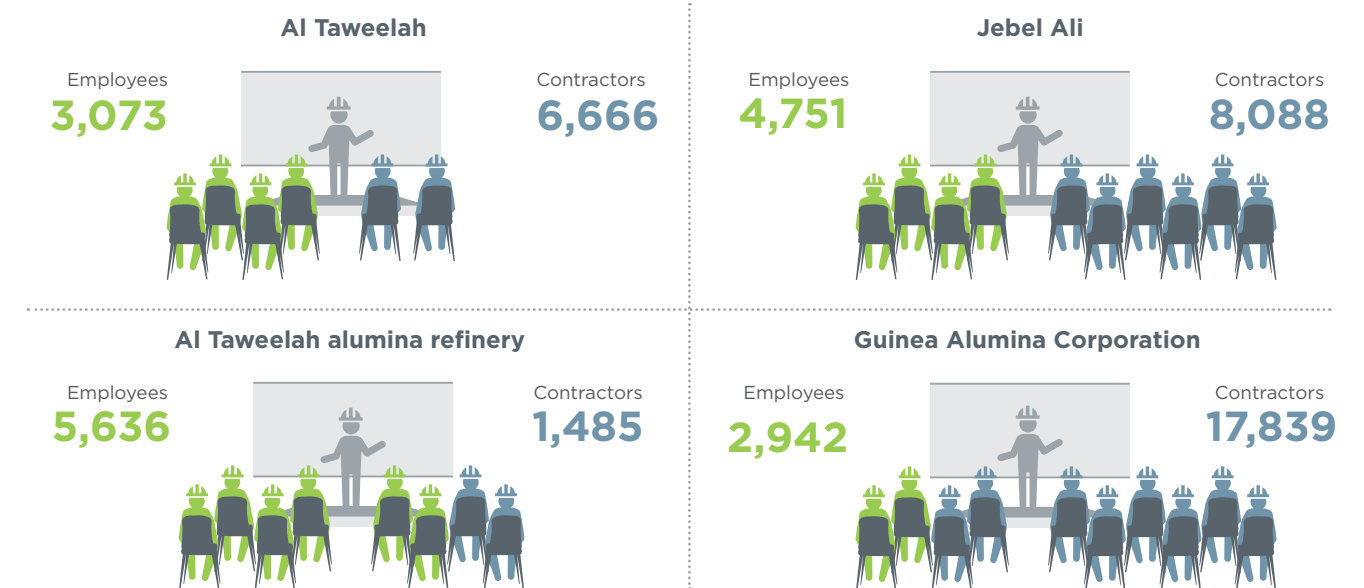 Al Taweelah
Employees
3,073
Contractors
6,666
Jebel Ali
Employees
4,751
Contractors
8,088
Al Taweelah alumina refinery
Employees
5,636
Contractors
1,485
Guinea Alumina Corporation
Employees
2,942
Contractors
17,839